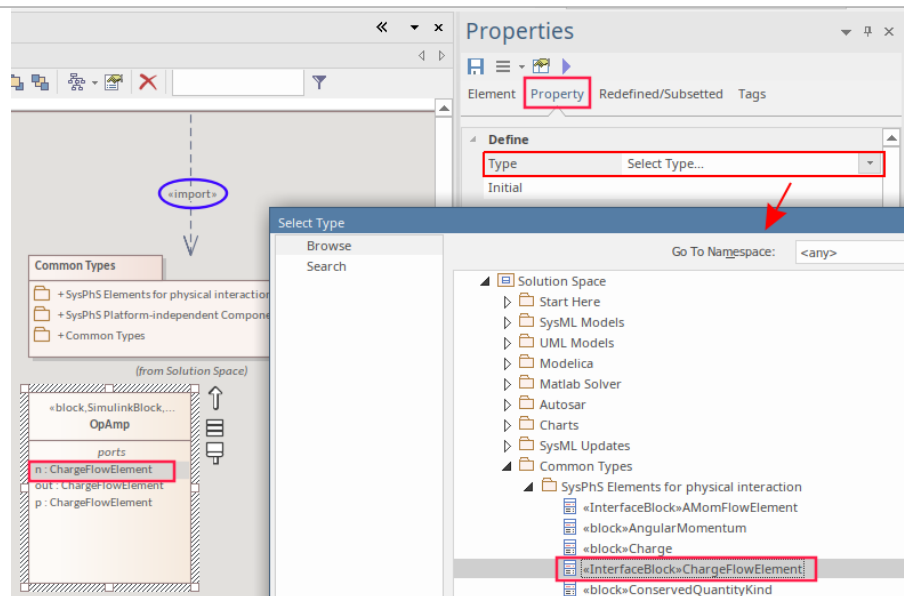 Properties
Element Property Redefined/Subsetted Tags
Define
Type Select Type...
Initial
«import»
Select Type
Browse
Search
Go To Namespace: <any>
Common Types
+SysPhS Elements for physical interaction
+SysPhS Platform-independent Compone
+Common Types
(from Solution Space)
«block,SimulinkBlock,...
OpAmp
ports
n : ChargeFlowElement
out : ChargeFlowElement
p : ChargeFlowElement
Solution Space
Start Here
SysML Models
UML Models
Modelica
Matlab Solver
Autosar
Charts
SysML Updates
Common Types
SysPhS Elements for physical interaction
«InterfaceBlock»AMomFlowElement
«block»AngularMomentum
«block»Charge
«InterfaceBlock»ChargeFlowElement
«block»ConservedQuantityKind